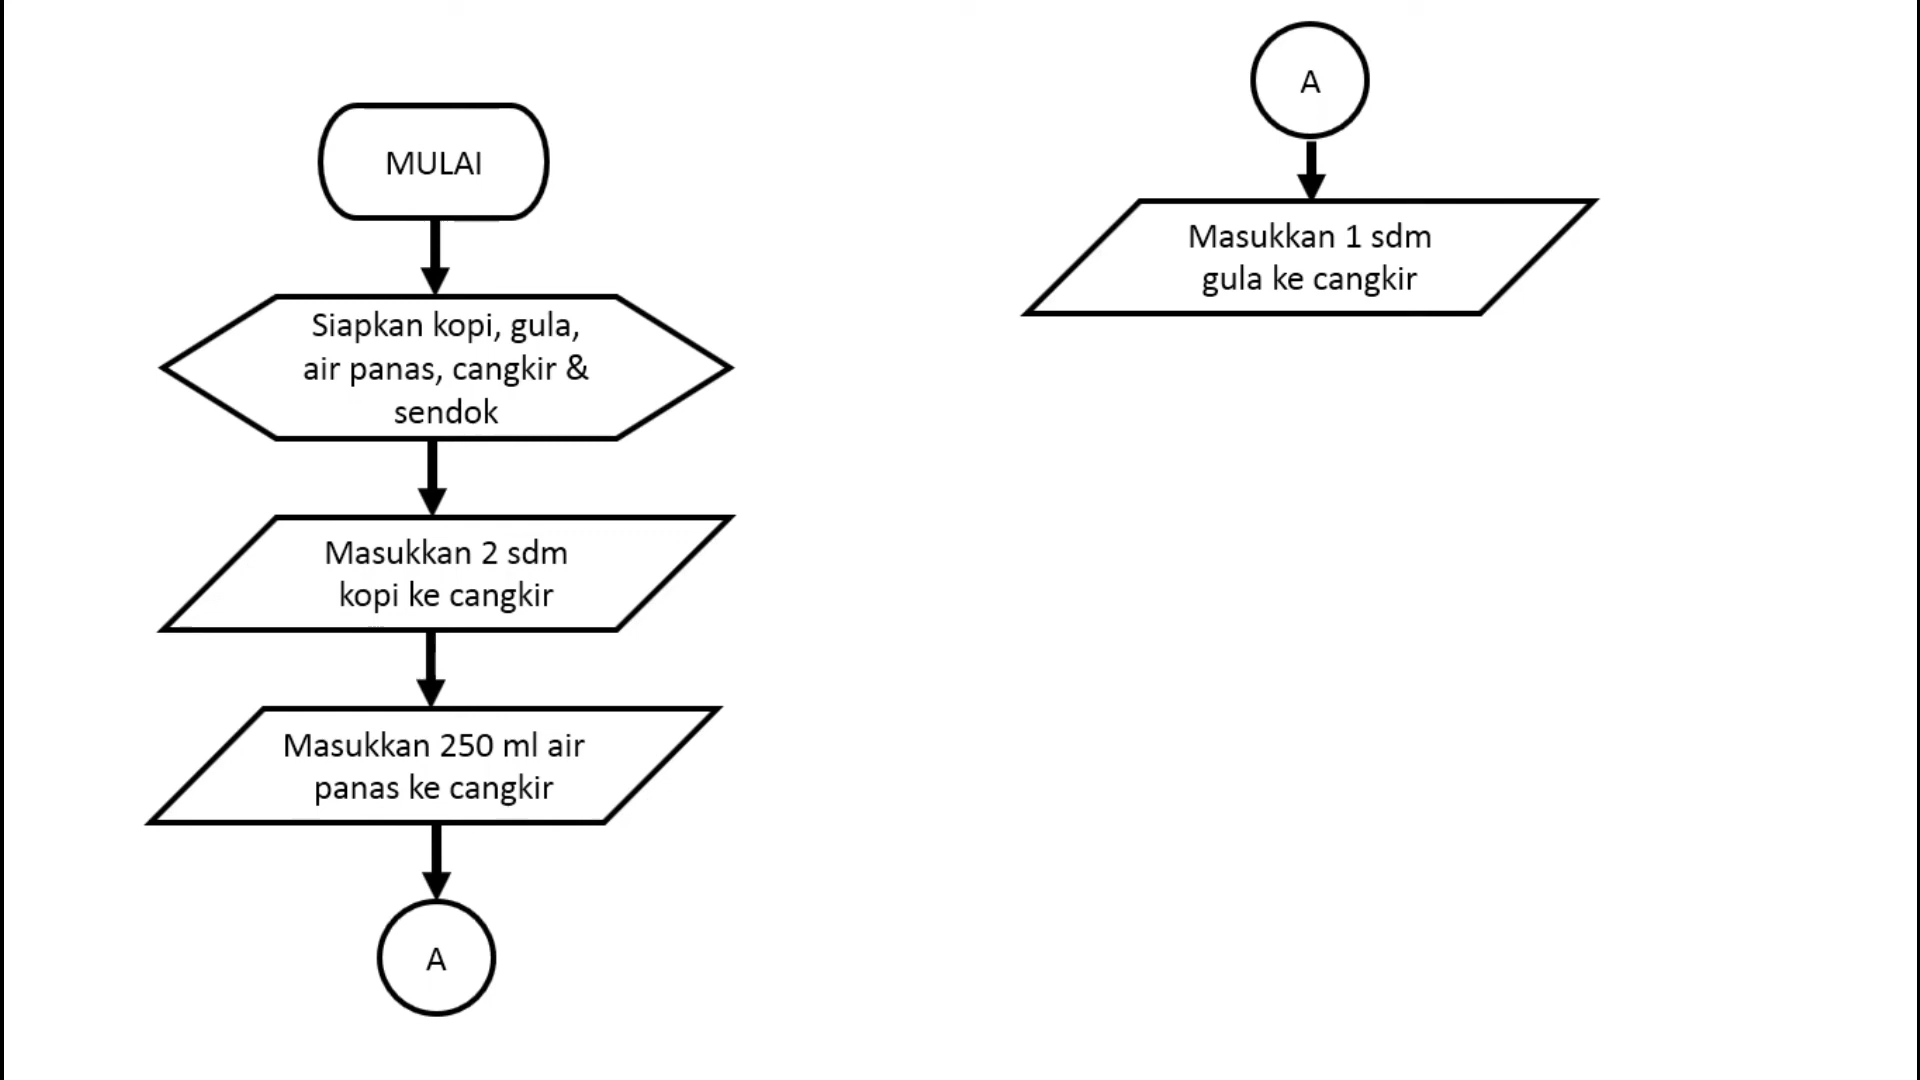 MULAI
Siapkan kopi, gula,
air panas, cangkir &
sendok
Masukkan 2 sdm
kopi ke cangkir
Masukkan 250 ml air
panas ke cangkir
A
A
Masukkan 1 sdm
gula ke cangkir